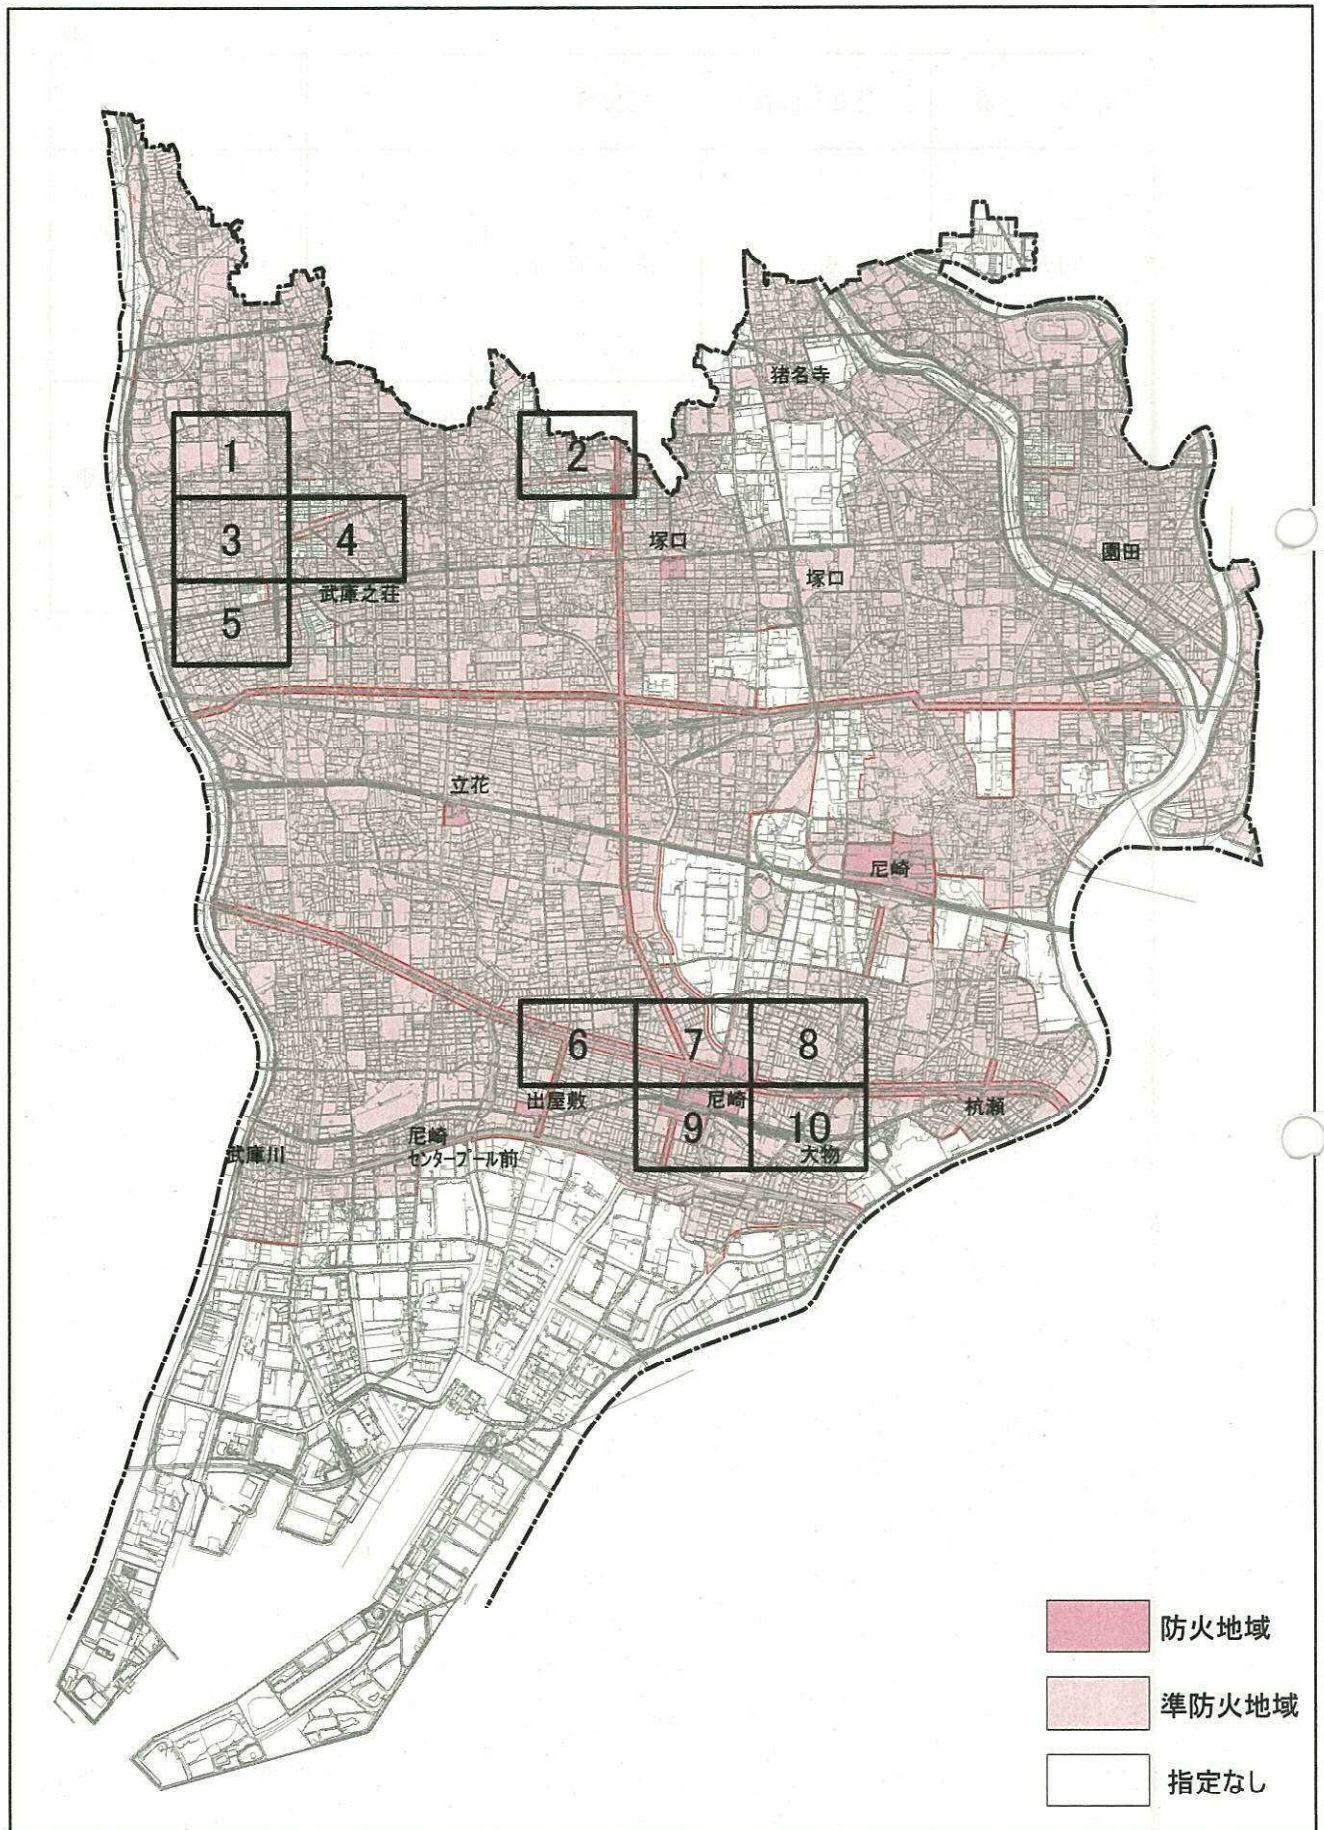 猪名寺
1
2
3
4
塚口
園田
塚口
武庫之荘
5
立花
尼崎
6
7
8
出屋敷
尼崎
杭瀬
9
10
大物
武庫川
尼崎
センタープール前
防火地域
準防火地域
指定なし